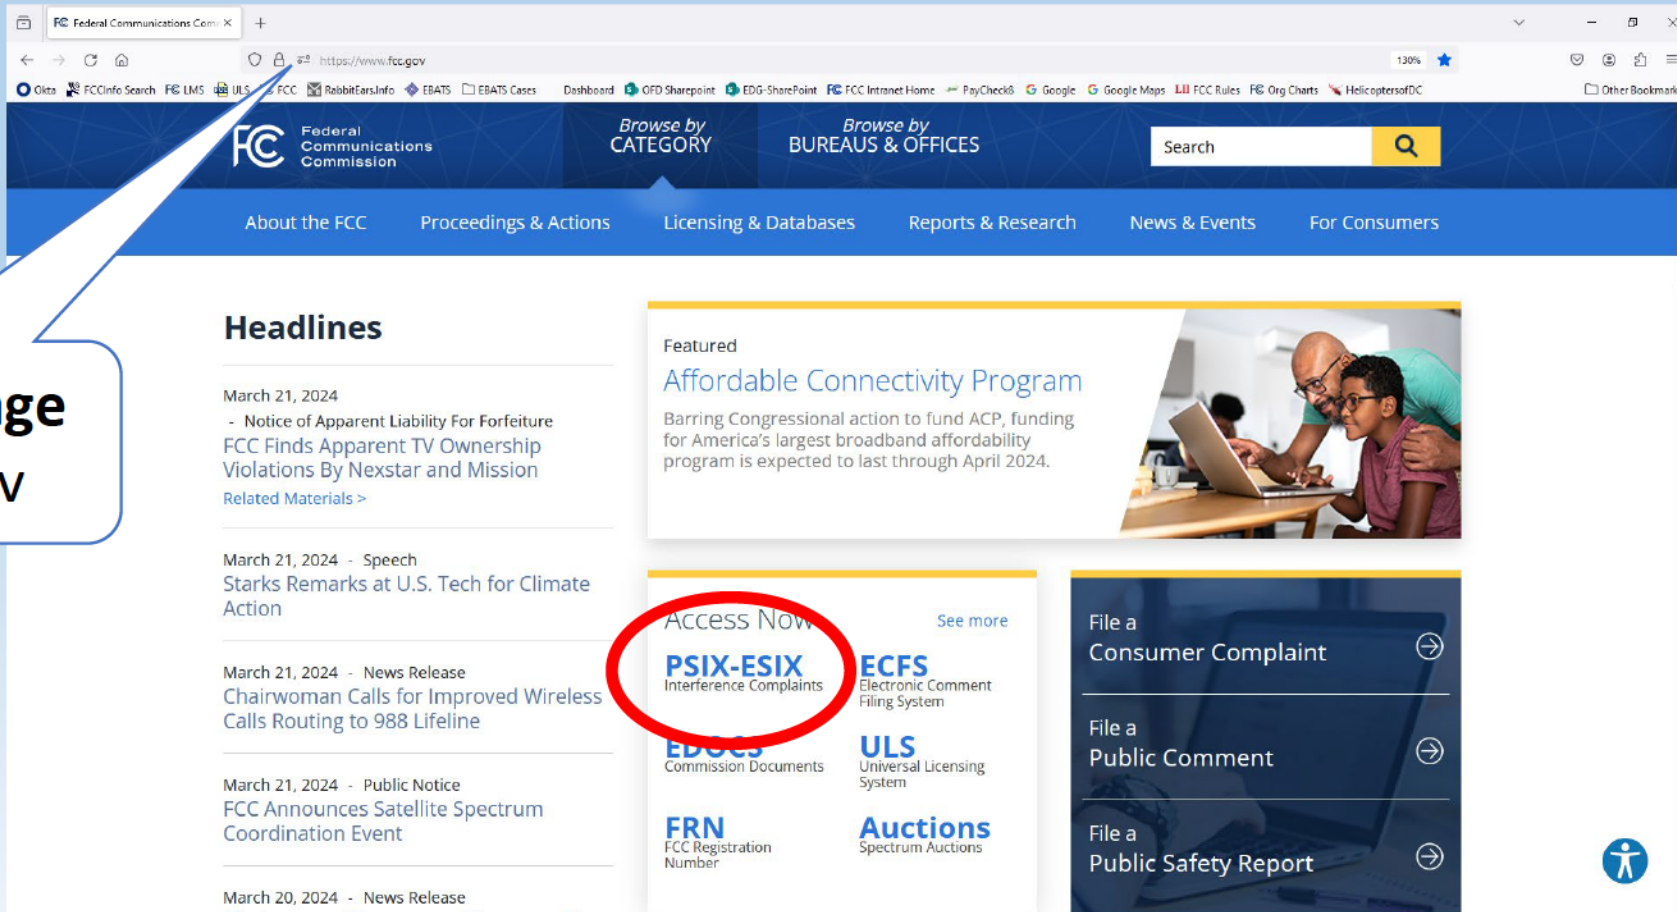 FCC Federal Communications Com
https://www.fcc.gov
130%
Okta FCCInfo Search FCC LMS ULS FCC RabbitEars.Info EBATS EBATS Cases Dashboard OFD Sharepoint EDG-SharePoint FCC Intranet Home PayCheck8 Google Google Maps LII FCC Rules FCC Org Charts HelicoptersofDC Other Bookmark
FCC
Federal
Communications
Commission
Browse by
CATEGORY
Browse by
BUREAUS & OFFICES
Search
About the FCC Proceedings & Actions Licensing & Databases Reports & Research News & Events For Consumers
Headlines
March 21, 2024
- Notice of Apparent Liability For Forfeiture
FCC Finds Apparent TV Ownership
Violations By Nexstar and Mission
Related Materials >
March 21, 2024 - Speech
Starks Remarks at U.S. Tech for Climate
Action
March 21, 2024 - News Release
Chairwoman Calls for Improved Wireless
Calls Routing to 988 Lifeline
March 21, 2024 - Public Notice
FCC Announces Satellite Spectrum
Coordination Event
March 20, 2024 - News Release
Featured
Affordable Connectivity Program
Barring Congressional action to fund ACP, funding
for America's largest broadband affordability
program is expected to last through April 2024.
Access Now
See more
PSIX-ESIX
Interference Complaints
ECFS
Electronic Comment
Filing System
EDOCS
Commission Documents
ULS
Universal Licensing
System
FRN
FCC Registration
Number
Auctions
Spectrum Auctions
File a
Consumer Complaint
File a
Public Comment
File a
Public Safety Report